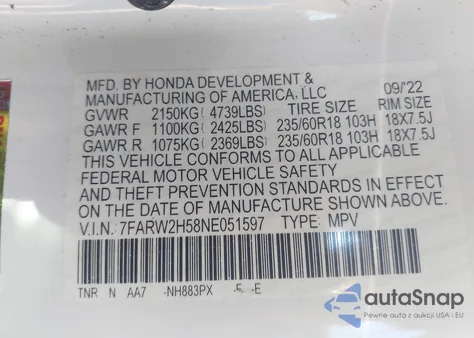 MFD. BY HONDA DEVELOPMENT &
MANUFACTURING OF AMERICA, LLC 09/22
GVWR 2150KG ( 4739LBS) TIRE SIZE RIM SIZE
GAWR F 1100KG ( 2425LBS) 235/60R18 103H 18X7.5J
GAWR R 1075KG ( 2369LBS) 235/60R18 103H 18X7.5J
THIS VEHICLE CONFORMS TO ALL APPLICABLE
FEDERAL MOTOR VEHICLE SAFETY
AND THEFT PREVENTION STANDARDS IN EFFECT
ON THE DATE OF MANUFACTURE SHOWN ABOVE.
V.I.N.: 7FARW2H58NE051597 TYPE: MPV
TNR N AA7 -NH883PX -E
autoSnap
Pewne auta z aukcji USA i EU